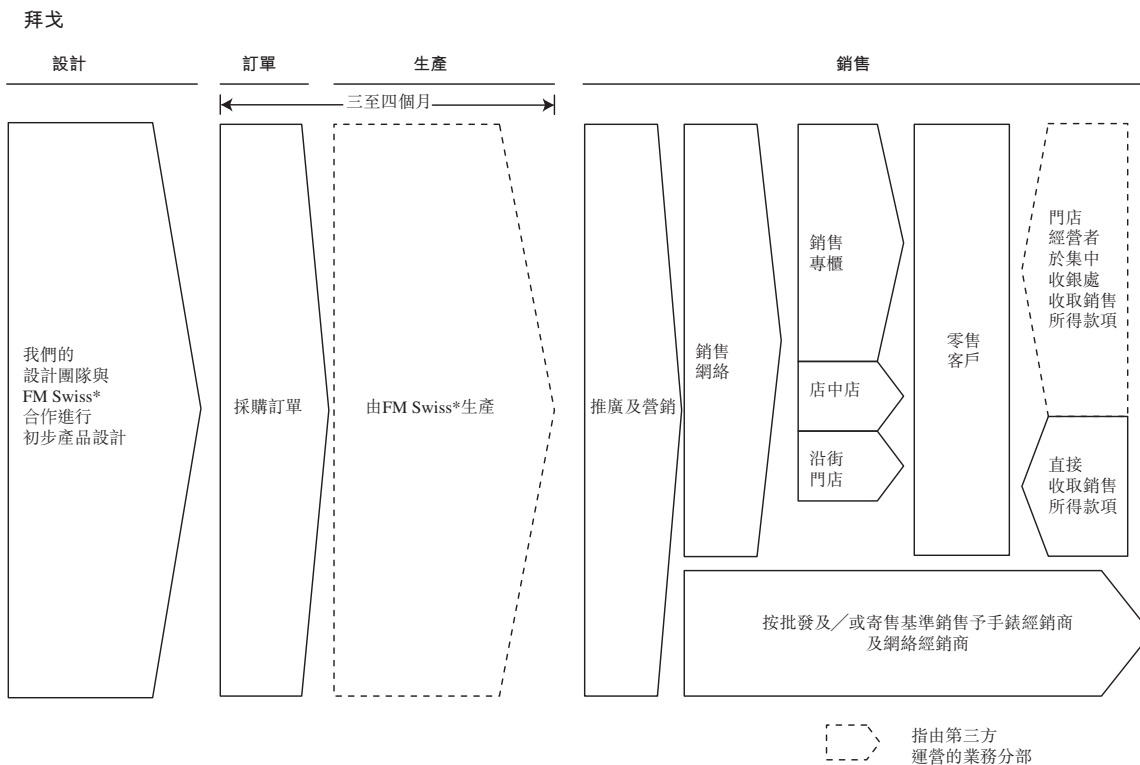 拜戈
設計
訂單
生產
銷售
三至四個月
我們的
設計團隊與
FM Swiss*
合作進行
初步產品設計
採購訂單
由FM Swiss*生產
推廣及營銷
銷售
網絡
銷售
專櫃
店中店
沿街
門店
零售
客戶
門店
經營者
於集中
收銀處
收取銷售
所得款項
直接
收取銷售
所得款項
按批發及／或寄售基準銷售予手錶經銷商
及網絡經銷商
指由第三方
運營的業務分部